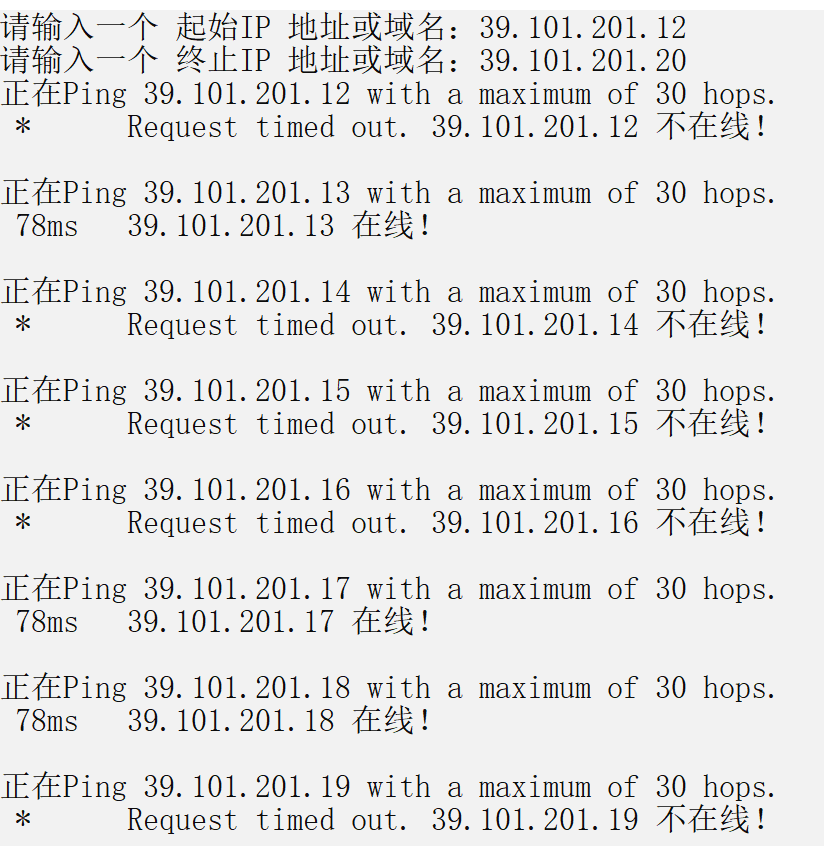 请输入一个 起始IP 地址或域名：39.101.201.12
请输入一个 终止IP 地址或域名：39.101.201.20
正在Ping 39.101.201.12 with a maximum of 30 hops.
*      Request timed out. 39.101.201.12 不在线！
正在Ping 39.101.201.13 with a maximum of 30 hops.
78ms   39.101.201.13 在线！
正在Ping 39.101.201.14 with a maximum of 30 hops.
*      Request timed out. 39.101.201.14 不在线！
正在Ping 39.101.201.15 with a maximum of 30 hops.
*      Request timed out. 39.101.201.15 不在线！
正在Ping 39.101.201.16 with a maximum of 30 hops.
*      Request timed out. 39.101.201.16 不在线！
正在Ping 39.101.201.17 with a maximum of 30 hops.
78ms   39.101.201.17 在线！
正在Ping 39.101.201.18 with a maximum of 30 hops.
78ms   39.101.201.18 在线！
正在Ping 39.101.201.19 with a maximum of 30 hops.
*      Request timed out. 39.101.201.19 不在线！